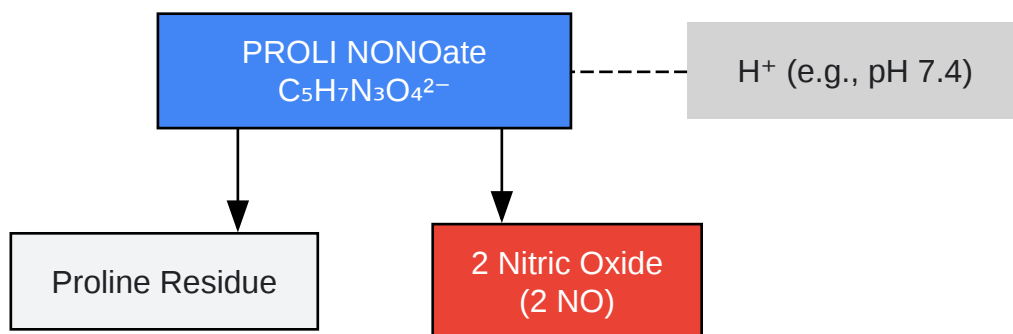 PROLI NONOate
C₅H₇N₃O₄²⁻
H⁺ (e.g., pH 7.4)
Proline Residue
2 Nitric Oxide
(2 NO)